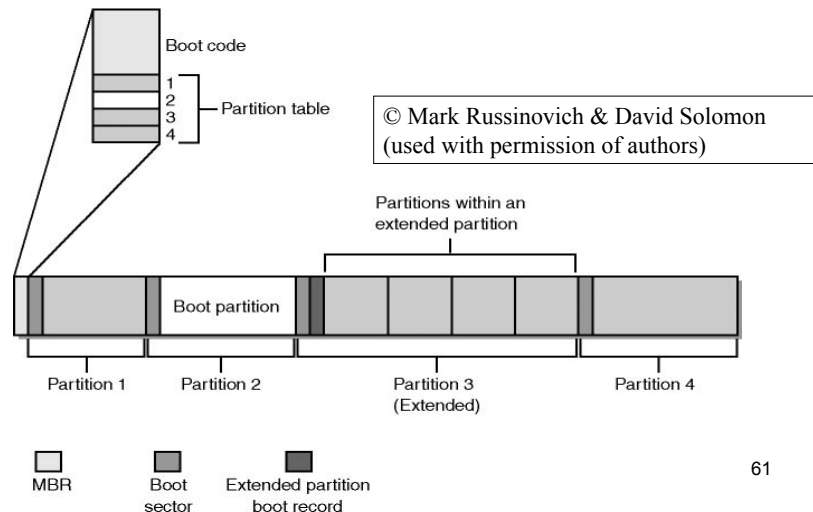 Boot code
1
2
3
4
Partition table
© Mark Russinovich & David Solomon
(used with permission of authors)
Partitions within an
extended partition
Boot partition
Partition 1
Partition 2
Partition 3
(Extended)
Partition 4
MBR
Boot
sector
Extended partition
boot record
61